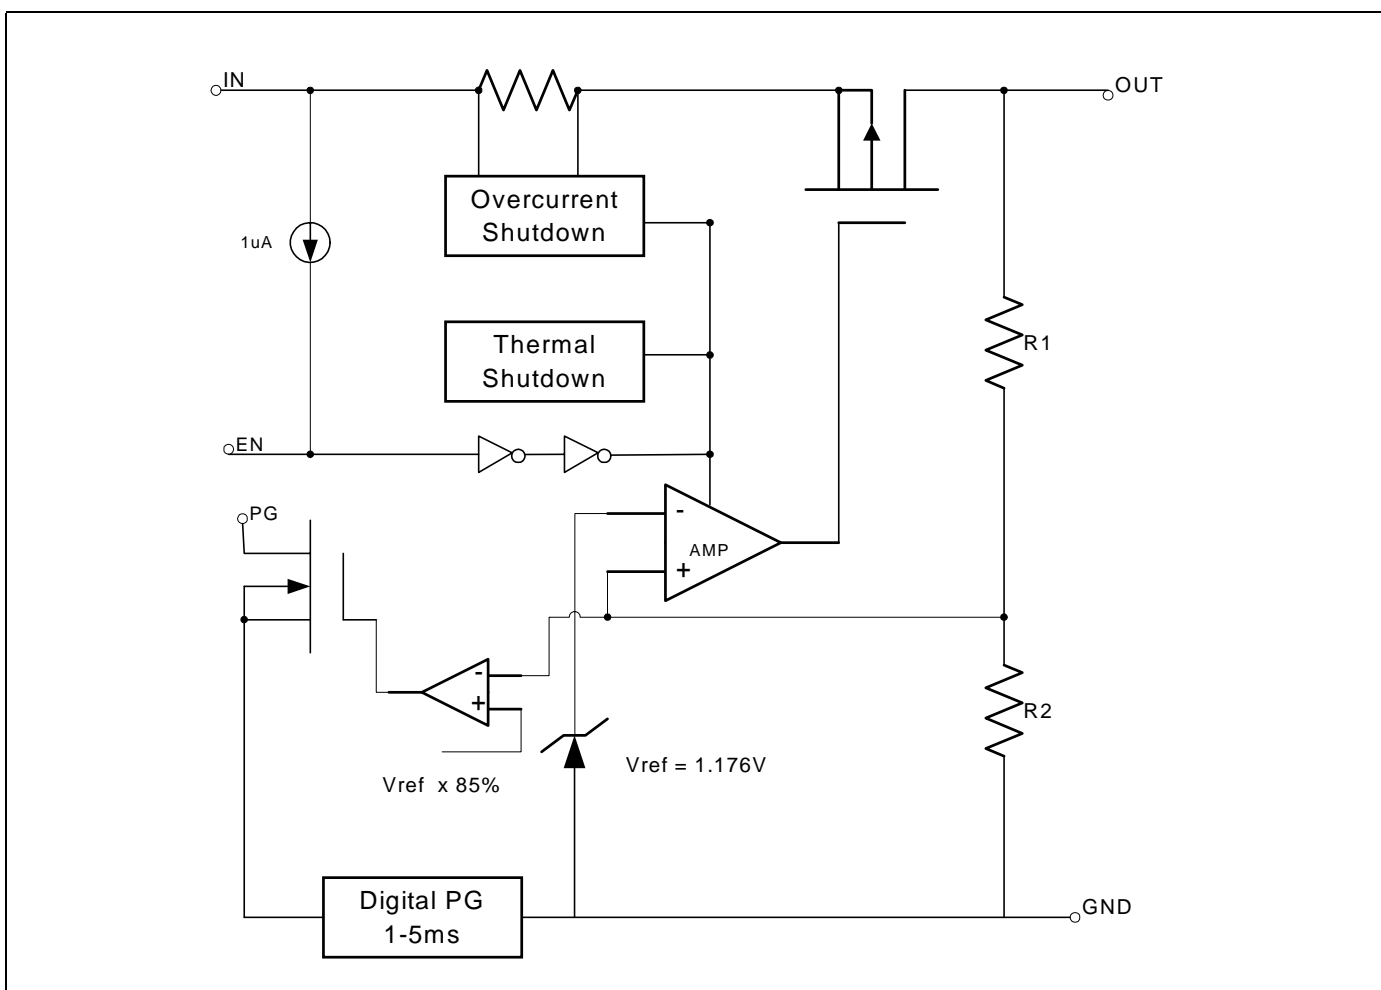 IN
OUT
Overcurrent
Shutdown
1uA
Thermal
Shutdown
R1
EN
PG
-
AMP
+
-
+
R2
Vref = 1.176V
Vref x 85%
Digital PG
1-5ms
GND